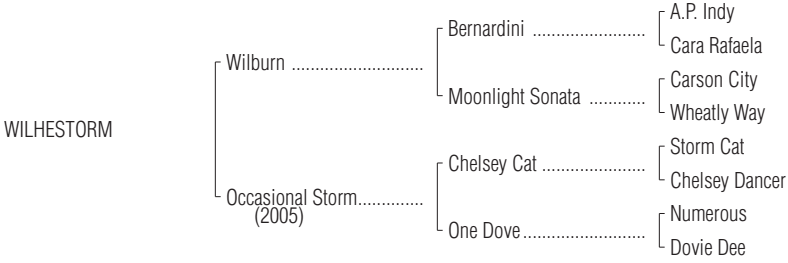 A.P. Indy
Bernardini ........................
Cara Rafaela
Wilburn ............................
Carson City
Moonlight Sonata ............
Wheatly Way
WILHESTORM
Storm Cat
Chelsey Cat ......................
Chelsey Dancer
Occasional Storm..............
(2005)
Numerous
One Dove..........................
Dovie Dee